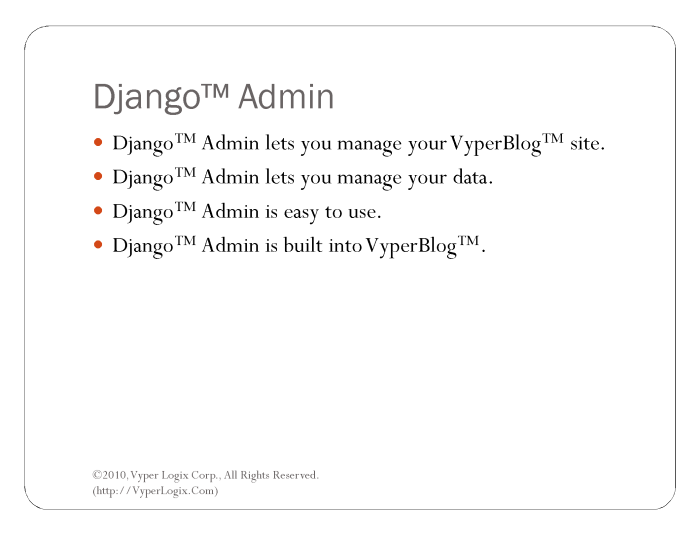 Django™ Admin
• Django™ Admin lets you manage your VyperBlog™ site.
• Django™ Admin lets you manage your data.
• Django™ Admin is easy to use.
• Django™ Admin is built into VyperBlog™.
©2010, Vyper Logix Corp., All Rights Reserved.
(http://VyperLogix.Com)